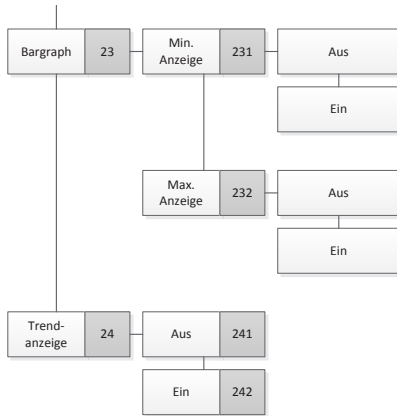 Bargraph 23 Min. Anzeige 231 Aus
Ein
Max. Anzeige 232 Aus
Ein
Trend-
anzeige 24 Aus 241
Ein 242